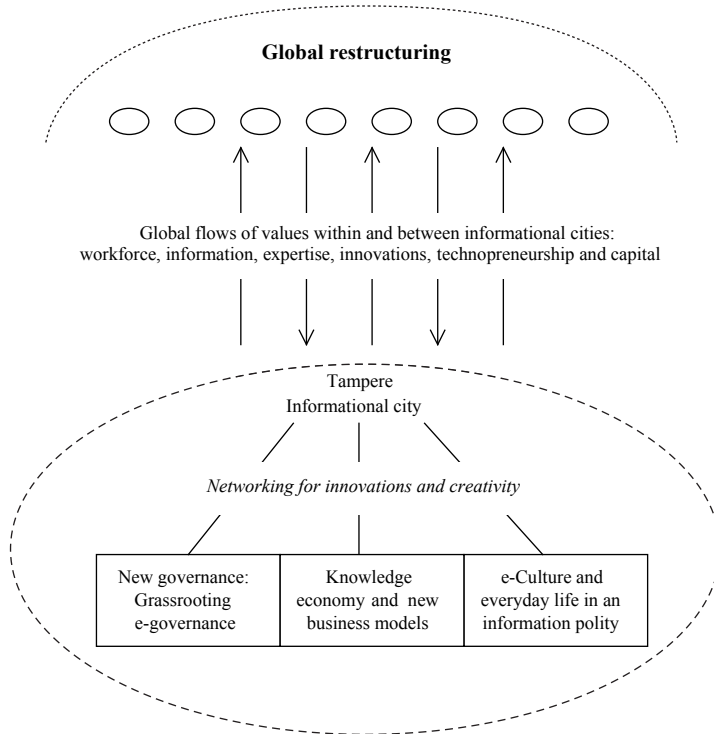 Global restructuring
Global flows of values within and between informational cities:
workforce, information, expertise, innovations, technopreneurship and capital
Tampere
Informational city
Networking for innovations and creativity
New governance:
Grassrooting
e-governance
Knowledge
economy and new
business models
e-Culture and
everyday life in an
information polity